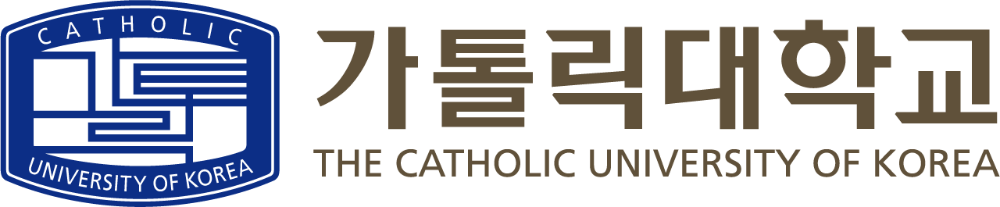 CATHOLIC
UNIVERSITY OF KOREA
가톨릭대학교
THE CATHOLIC UNIVERSITY OF KOREA